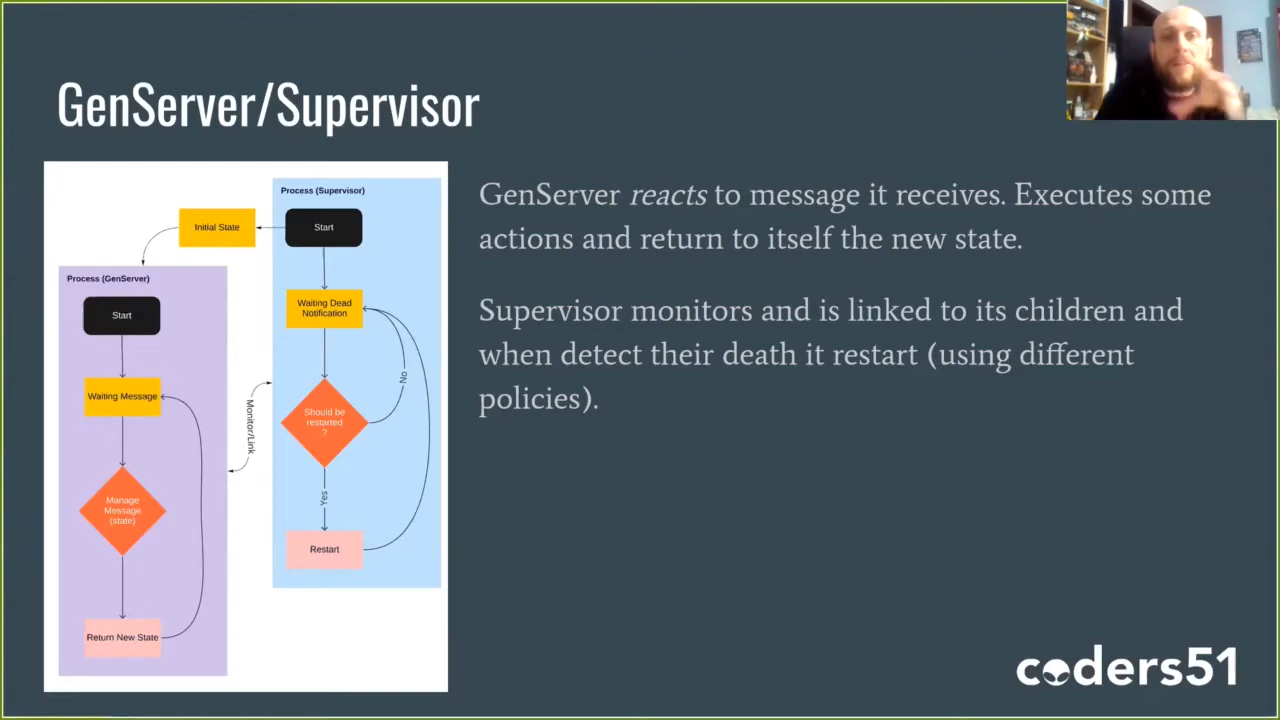 GenServer/Supervisor
Process (Supervisor)
Initial State
Start
Process (GenServer)
Start
Waiting Dead
Notification
Waiting Message
No
Monitor/Link
Should be
restarted
?
Manage
Message
(state)
Yes
Restart
Return New State
GenServer reacts to message it receives. Executes some
actions and return to itself the new state.
Supervisor monitors and is linked to its children and
when detect their death it restart (using different
policies).
coders51